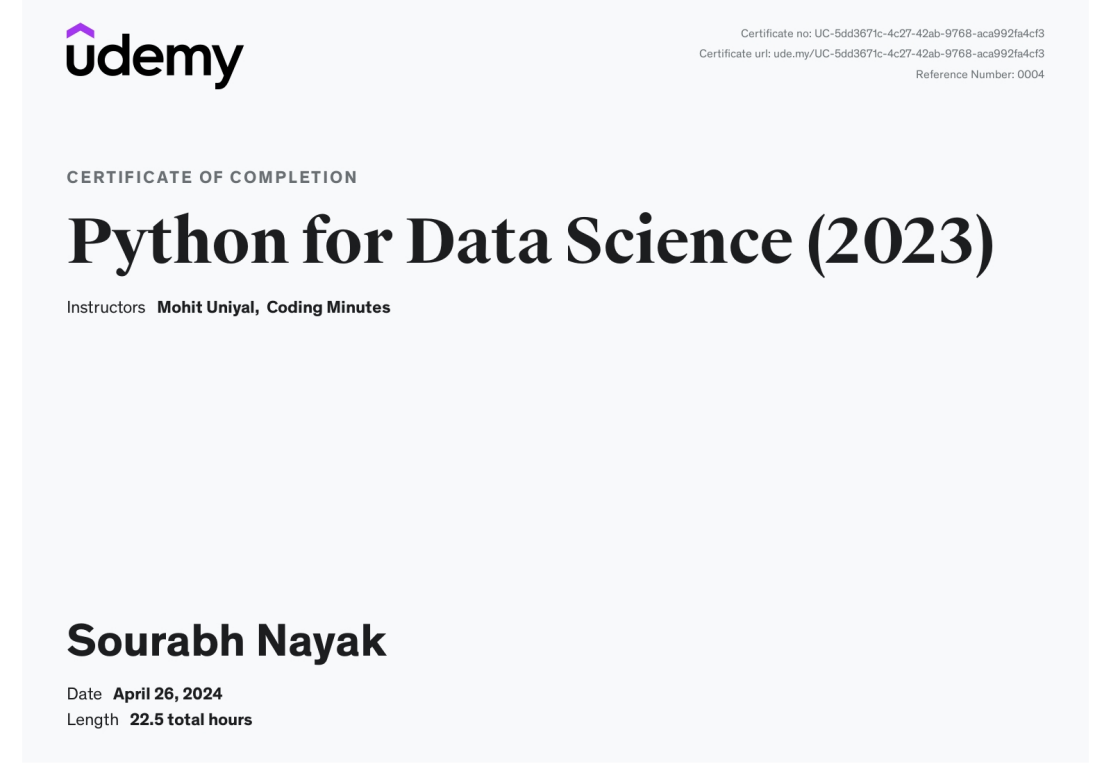 udemy
Certificate no: UC-5dd3671c-4c27-42ab-9768-aca992fa4cf3
Certificate url: ude.my/UC-5dd3671c-4c27-42ab-9768-aca992fa4cf3
Reference Number: 0004
CERTIFICATE OF COMPLETION
Python for Data Science (2023)
Instructors Mohit Uniyal, Coding Minutes
Sourabh Nayak
Date April 26, 2024
Length 22.5 total hours